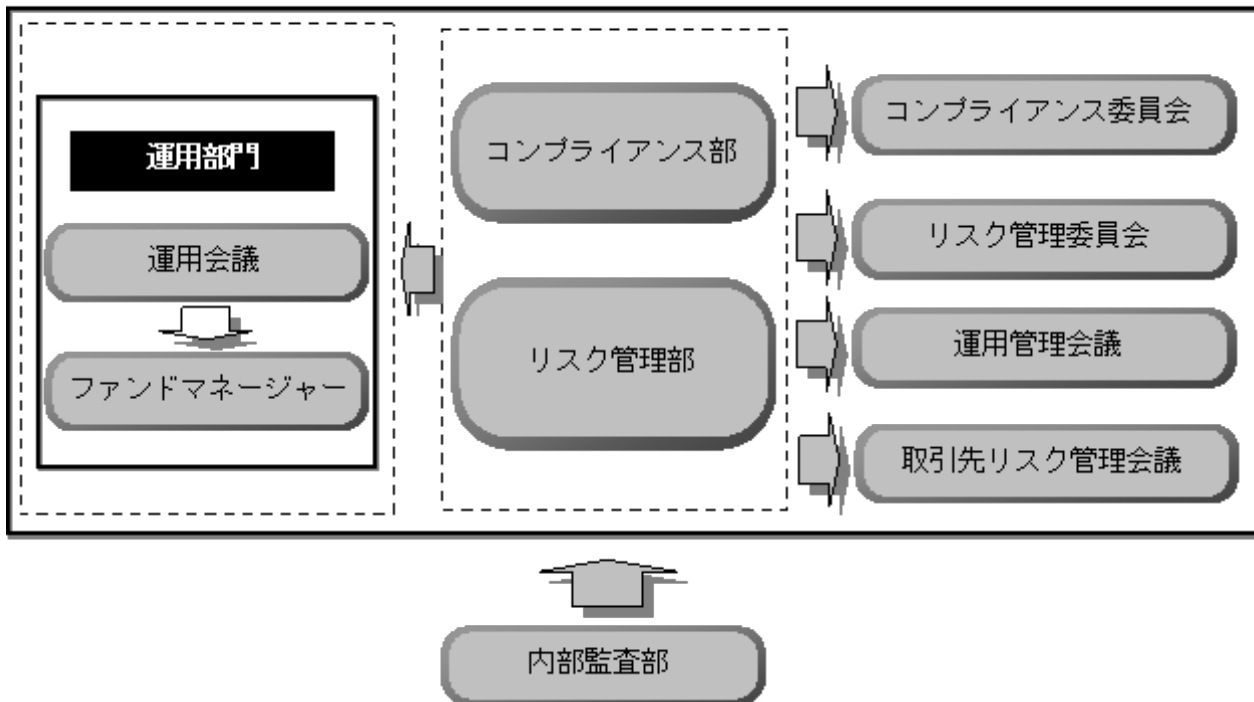 運用部門
運用会議
ファンドマネージャー
コンプライアンス部
リスク管理部
コンプライアンス委員会
リスク管理委員会
運用管理会議
取引先リスク管理会議
内部監査部